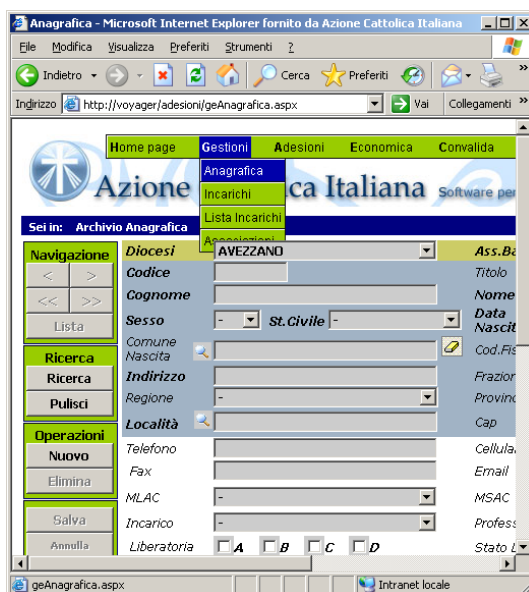 Anagrafica - Microsoft Internet Explorer fornito da Azione Cattolica Italiana
File Modifica Visualizza Preferiti Strumenti ?
Indietro Cerca Preferiti »
Indirizzo http://voyager/adesioni/geAnagrafica.aspx Vai Collegamenti »
Home page Gestioni Adesioni Economica Convalida
Anagrafica
Incarichi
Lista Incarichi
Associazioni
Azione ca Italiana Software per
Sei in: Archivio Anagrafica
Navigazione
< >
<< >>
Lista
Ricerca
Ricerca
Pulisci
Operazioni
Nuovo
Elimina
Salva
Annulla
Diocesi AVEZZANO Ass.Ba
Codice Titolo
Cognome Nome
Sesso - St.Civile - Data Nascit
Comune Nascita Cod.Fis
Indirizzo Frazion
Regione - Provinc
Località Cap
Telefono Cellula
Fax Email
MLAC - MSAC
Incarico - Profess
Liberatoria A B C D Stato L
geAnagrafica.aspx Intranet locale